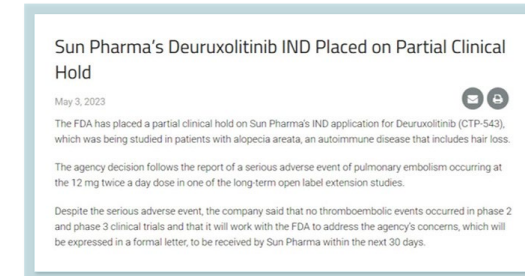 Sun Pharma's Deuruxolitinib IND Placed on Partial Clinical
Hold
May 3, 2023
The FDA has placed a partial clinical hold on Sun Pharma's IND application for Deuruxolitinib (CTP-543),
which was being studied in patients with alopecia areata, an autoimmune disease that includes hair loss.
The agency decision follows the report of a serious adverse event of pulmonary embolism occurring at
the 12 mg twice a day dose in one of the long-term open label extension studies.
Despite the serious adverse event, the company said that no thromboembolic events occurred in phase 2
and phase 3 clinical trials and that it will work with the FDA to address the agency's concerns, which will
be expressed in a formal letter, to be received by Sun Pharma within the next 30 days.